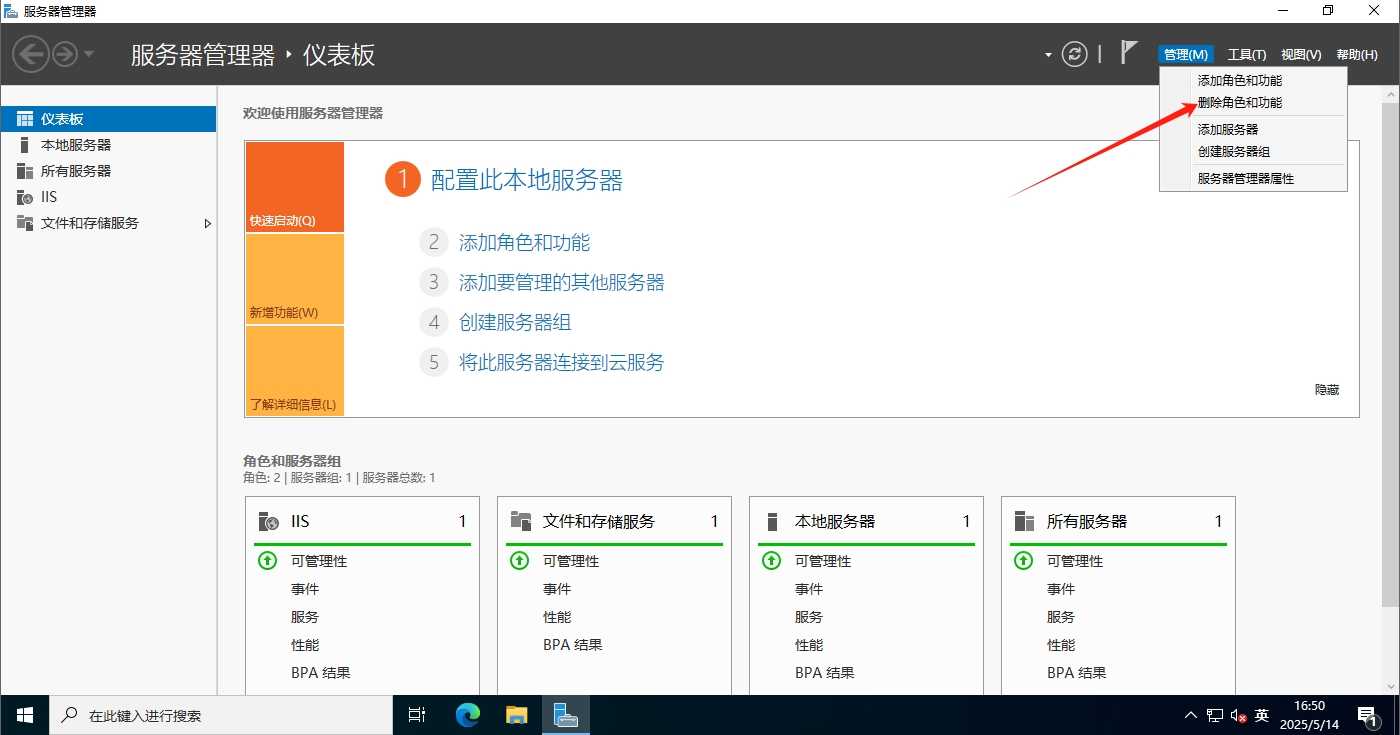 服务器管理器
服务器管理器 · 仪表板
管理(M) 工具(T) 视图(V) 帮助(H)
添加角色和功能
删除角色和功能
添加服务器
创建服务器组
服务器管理器属性
仪表板
本地服务器
所有服务器
IIS
文件和存储服务
欢迎使用服务器管理器
快速启动(Q)
新增功能(W)
了解详细信息(L)
1 配置此本地服务器
2 添加角色和功能
3 添加要管理的其他服务器
4 创建服务器组
5 将此服务器连接到云服务
隐藏
角色和服务器组
角色: 2 | 服务器组: 1 | 服务器总数: 1
IIS 1
可管理性
事件
服务
性能
BPA 结果
文件和存储服务 1
可管理性
事件
性能
BPA 结果
本地服务器 1
可管理性
事件
服务
性能
BPA 结果
所有服务器 1
可管理性
事件
服务
性能
BPA 结果
在此键入进行搜索
英
16:50
2025/5/14
1